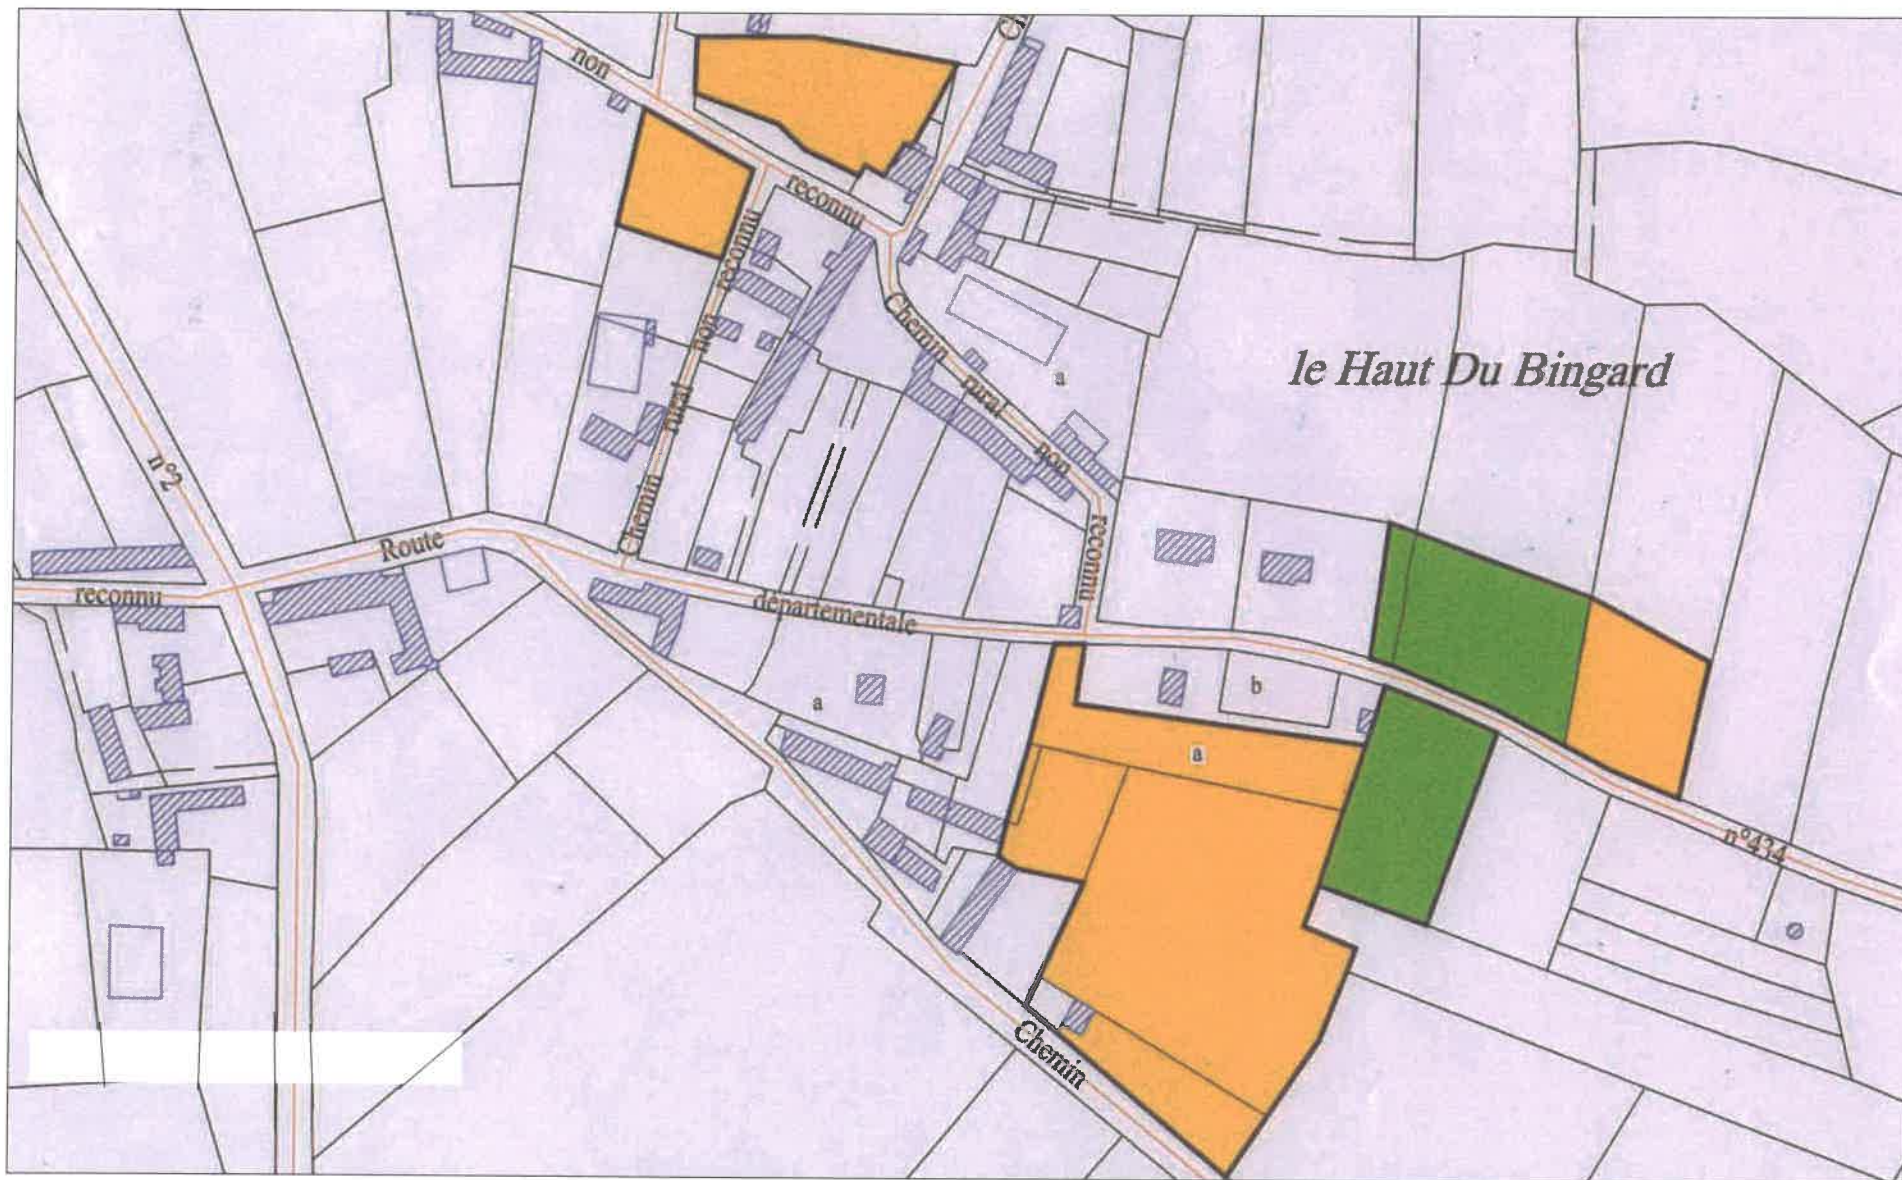 non
reconnu
Chemin rural non reconnu
Chemin rural non reconnu
a
le Haut Du Bingard
n°2
Route départementale n°434
reconnu
a
b
a
Chemin